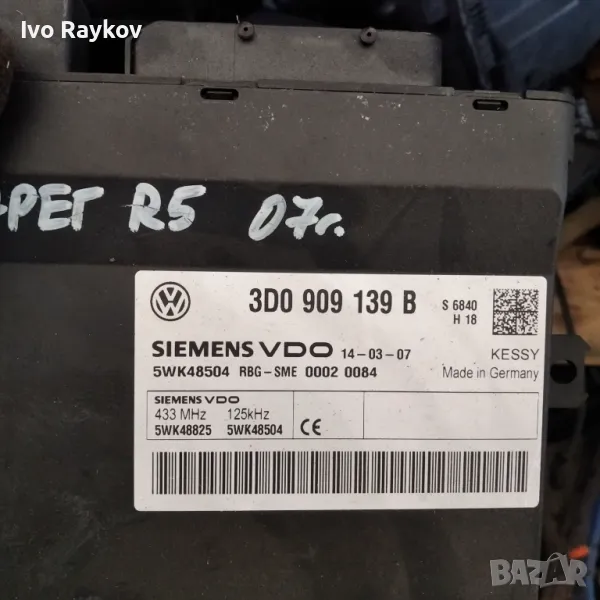 Ivo Raykov
РЕГ R5 07г.
3D0 909 139 B
S 6840
H 18
SIEMENS VDO 14-03-07
KESSY
5WK48504 RBG-SME 0002 0084
Made in Germany
SIEMENS VDO
433 MHz 125kHz
5WK48825 5WK48504
CE
BAZAR